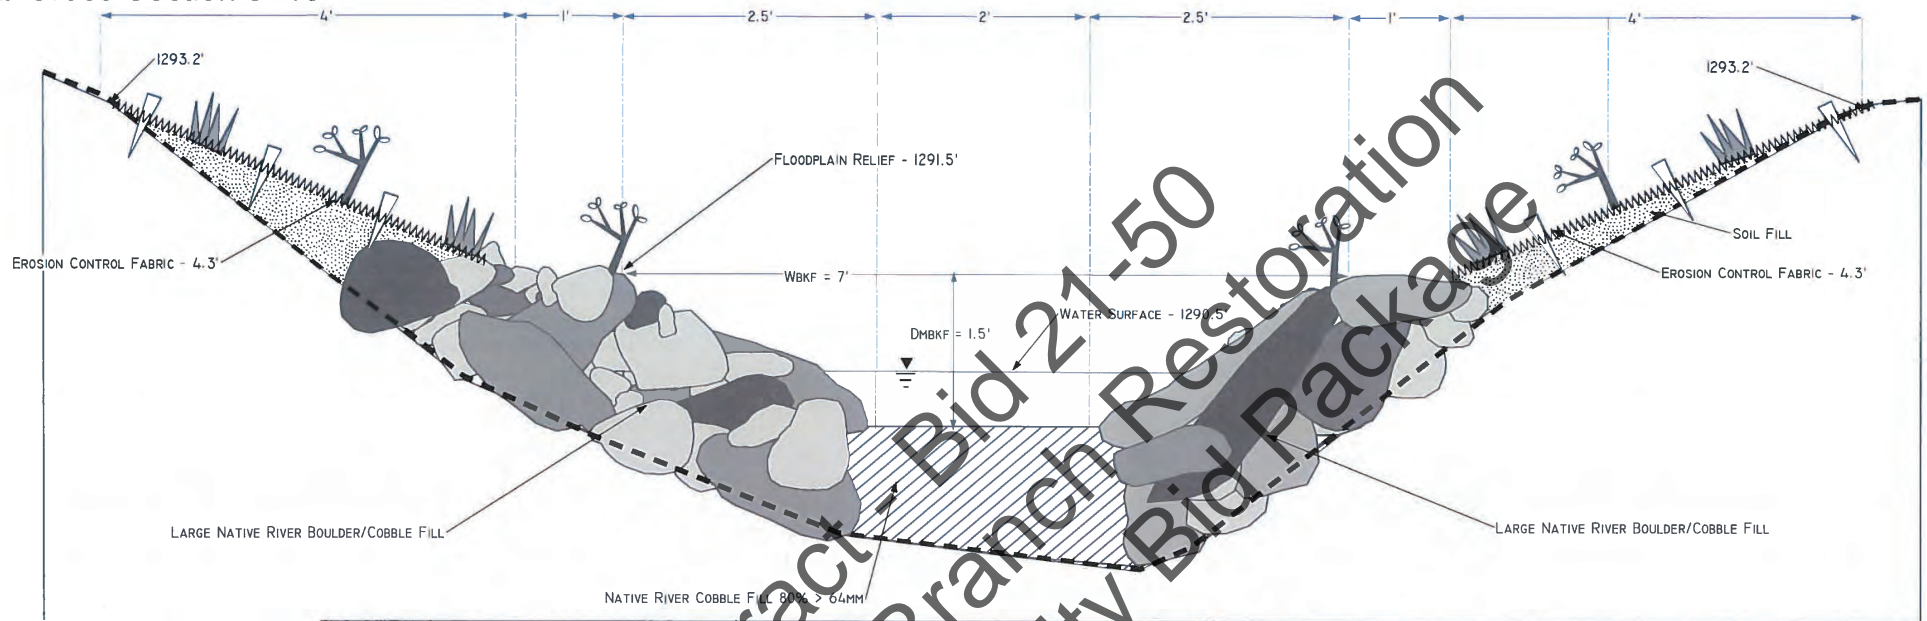 4' 1' 2.5' 2' 2.5' 1' 4'
1293.2'
1293.2'
Floodplain Relief - 1291.5'
Soil Fill
Erosion Control Fabric - 4.3'
Erosion Control Fabric - 4.3'
Wbkf = 7'
Water Surface - 1290.5'
Dmbkf = 1.5'
Large Native River Boulder/Cobble Fill
Large Native River Boulder/Cobble Fill
Native River Cobble Fill 80% > 64mm
- Bid 21-50
Branch Restoration
Bid Package